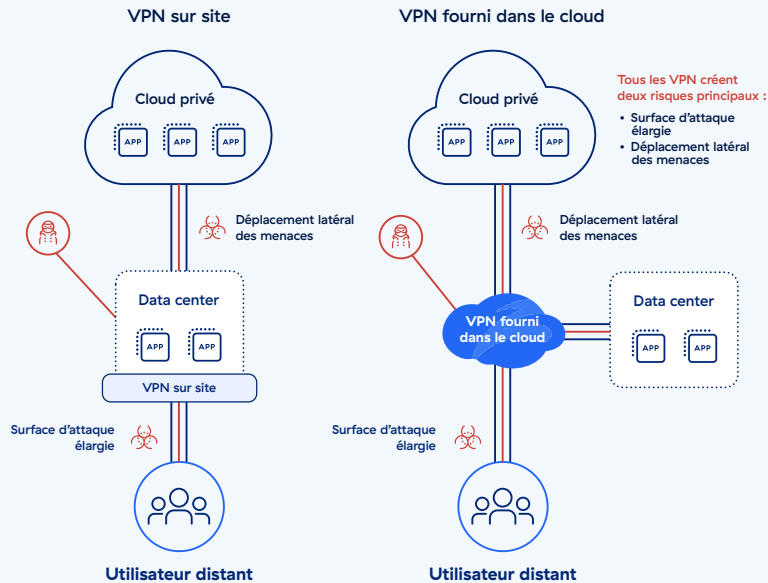 VPN sur site
Cloud privé
APP
APP
APP
Déplacement latéral
des menaces
Data center
APP
APP
VPN sur site
Surface d'attaque
élargie
Utilisateur distant
VPN fourni dans le cloud
Cloud privé
APP
APP
APP
Tous les VPN créent
deux risques principaux :
• Surface d'attaque
élargie
• Déplacement latéral
des menaces
Déplacement latéral
des menaces
VPN fourni
dans le cloud
Data center
APP
APP
Surface d'attaque
élargie
Utilisateur distant